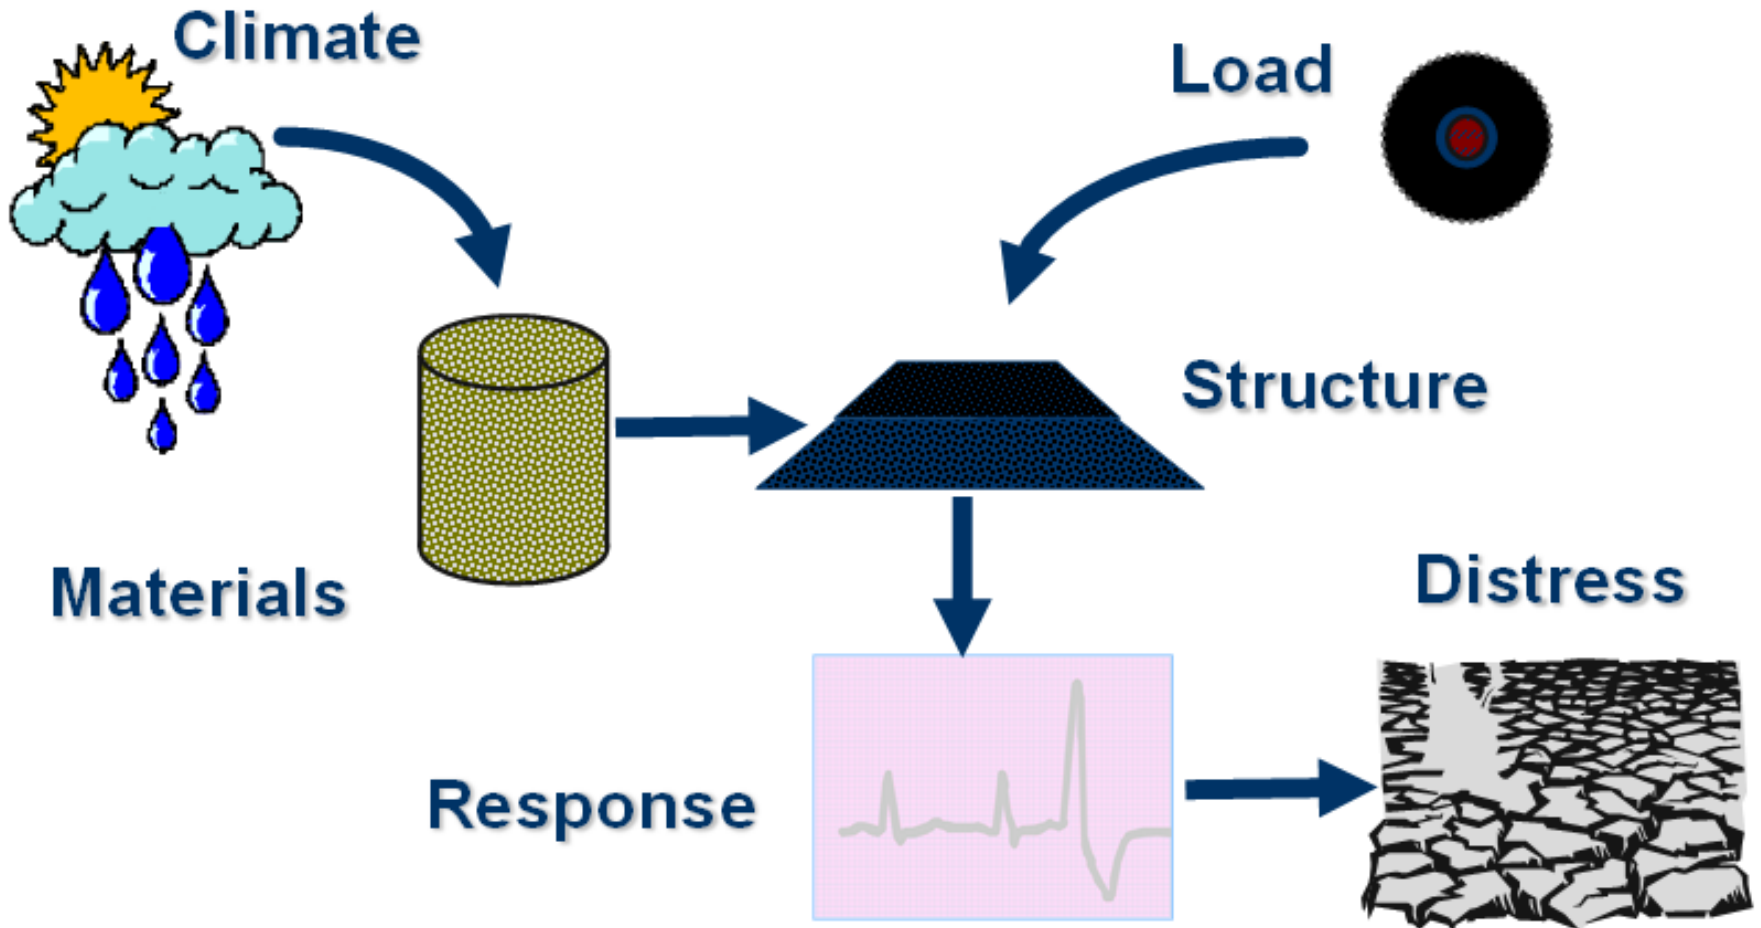 Climate
Load
Structure
Materials
Distress
Response